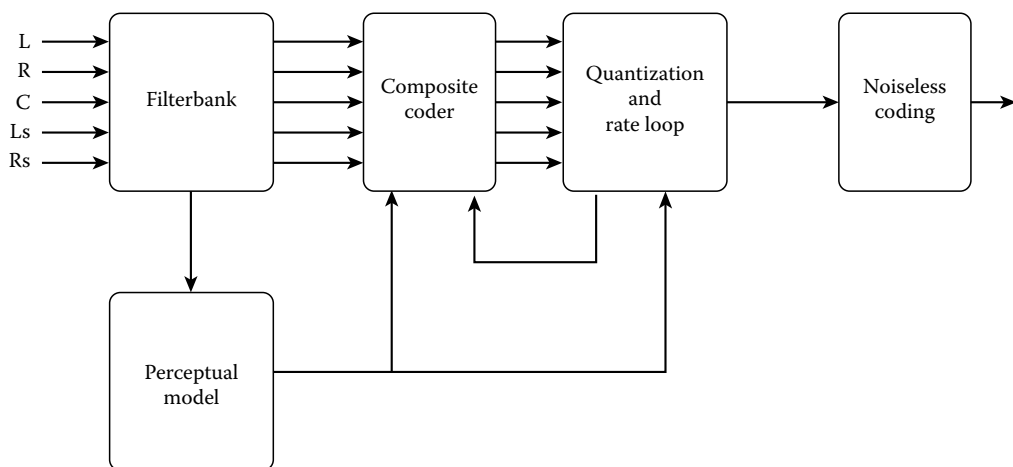 L
R
C
Ls
Rs
Filterbank
Composite
coder
Quantization
and
rate loop
Noiseless
coding
Perceptual
model